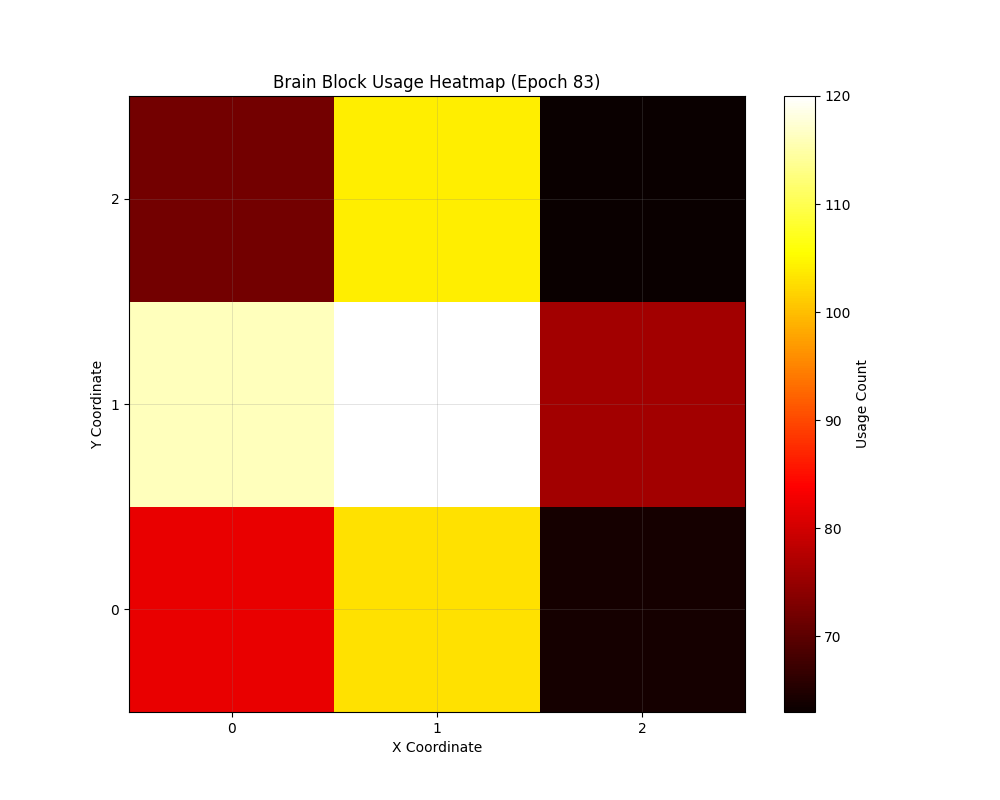 Brain Block Usage Heatmap (Epoch 83)
2
1
0
Y Coordinate
0 1 2
X Coordinate
120
110
100
90
80
70
Usage Count